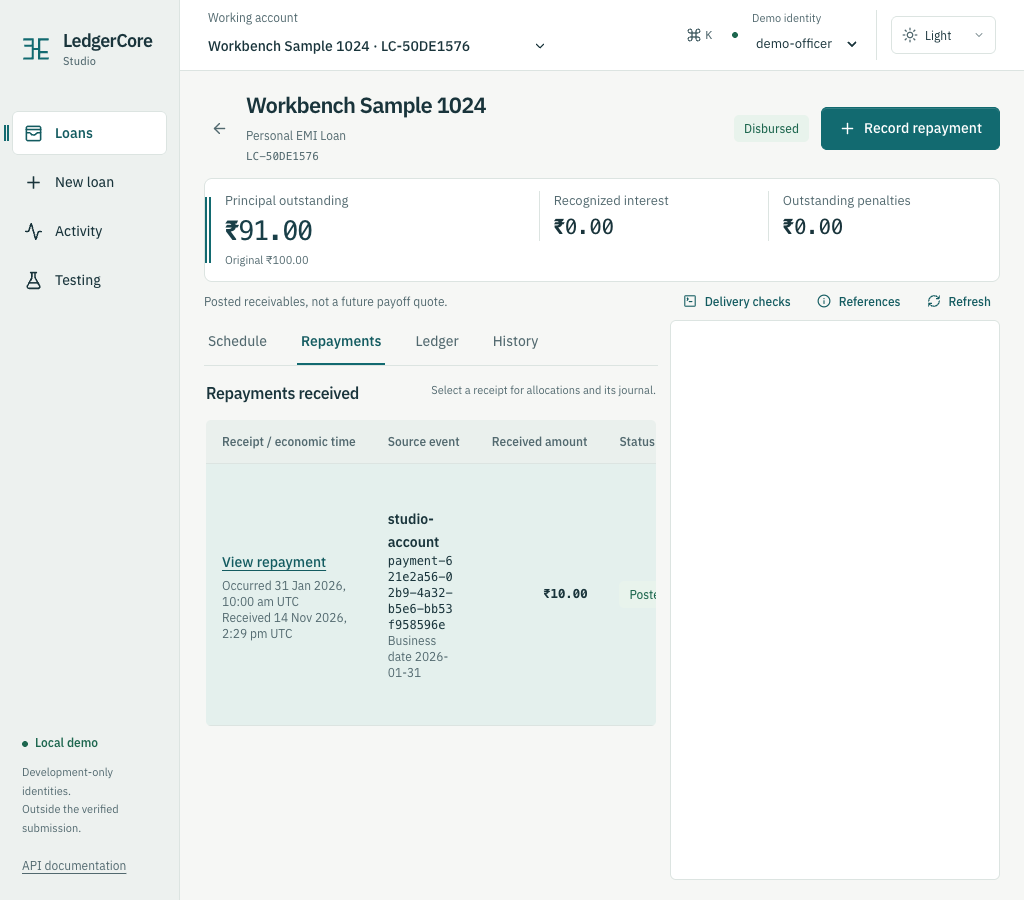 LedgerCore
Studio
Loans
New loan
Activity
Testing
Local demo
Development-only
identities.
Outside the verified
submission.
API documentation
Working account
Workbench Sample 1024 · LC-50DE1576
⌘ K
Demo identity
demo-officer
Light
Workbench Sample 1024
Personal EMI Loan
LC-50DE1576
Disbursed
Record repayment
Principal outstanding
₹91.00
Original ₹100.00
Recognized interest
₹0.00
Outstanding penalties
₹0.00
Posted receivables, not a future payoff quote.
Delivery checks
References
Refresh
Schedule
Repayments
Ledger
History
Repayments received
Select a receipt for allocations and its journal.
Receipt / economic time
Source event
Received amount
Status
View repayment
Occurred 31 Jan 2026,
10:00 am UTC
Received 14 Nov 2026,
2:29 pm UTC
studio-
account
payment-6
21e2a56-0
2b9-4a32-
b5e6-bb53
f958596e
Business
date 2026-
01-31
₹10.00